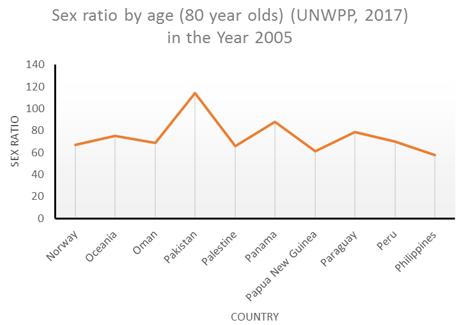 Sex ratio by age (80 year olds) (UNWPP, 2017)
in the Year 2005
140
120
100
80
60
40
20
0
SEX RATIO
Norway
Oceania
Oman
Pakistan
Palestine
Panama
Papua New Guinea
Paraguay
Peru
Philippines
COUNTRY